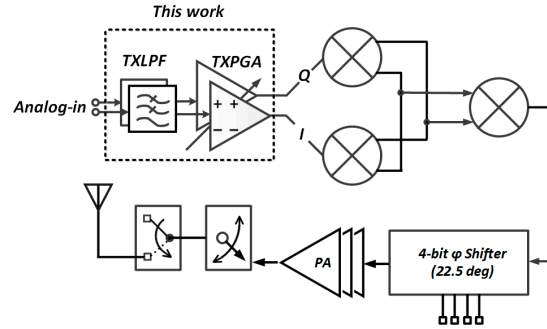 This work
TXLPF
TXPGA
Analog-in
Q
I
PA
4-bit φ Shifter
(22.5 deg)